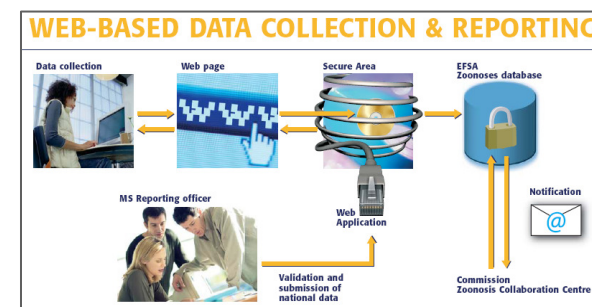 WEB-BASED DATA COLLECTION & REPORTING
Data collection
Web page
Secure Area
EFSA
Zoonoses database
www
MS Reporting officer
Web
Application
Notification
@
Validation and
submission of
national data
Commission
Zoonosis Collaboration Centre